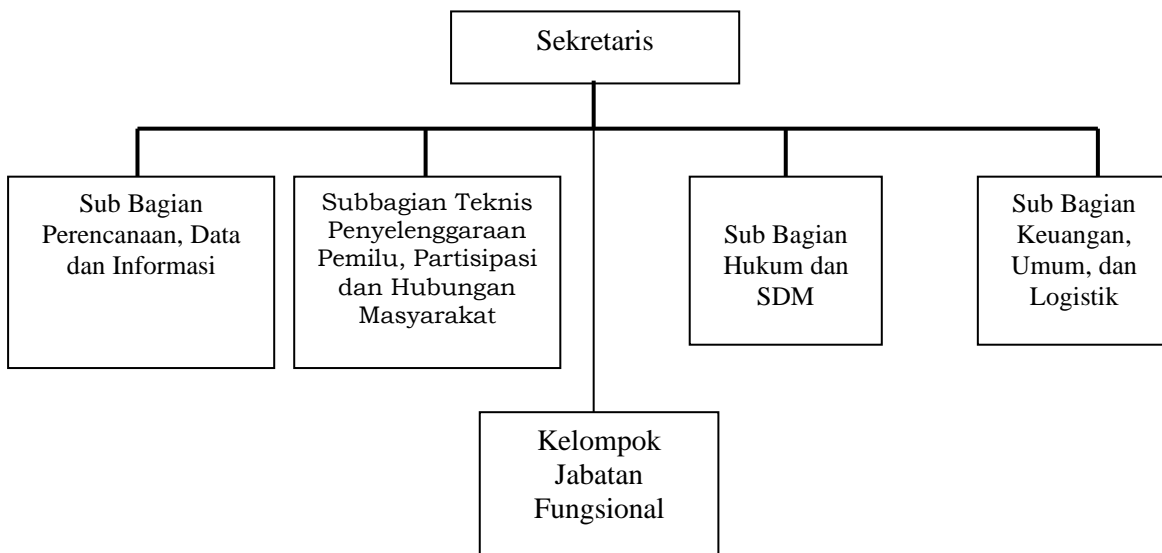 Sekretaris
Sub Bagian
Perencanaan, Data
dan Informasi
Subbagian Teknis
Penyelenggaraan
Pemilu, Partisipasi
dan Hubungan
Masyarakat
Sub Bagian
Hukum dan
SDM
Sub Bagian
Keuangan,
Umum, dan
Logistik
Kelompok
Jabatan
Fungsional